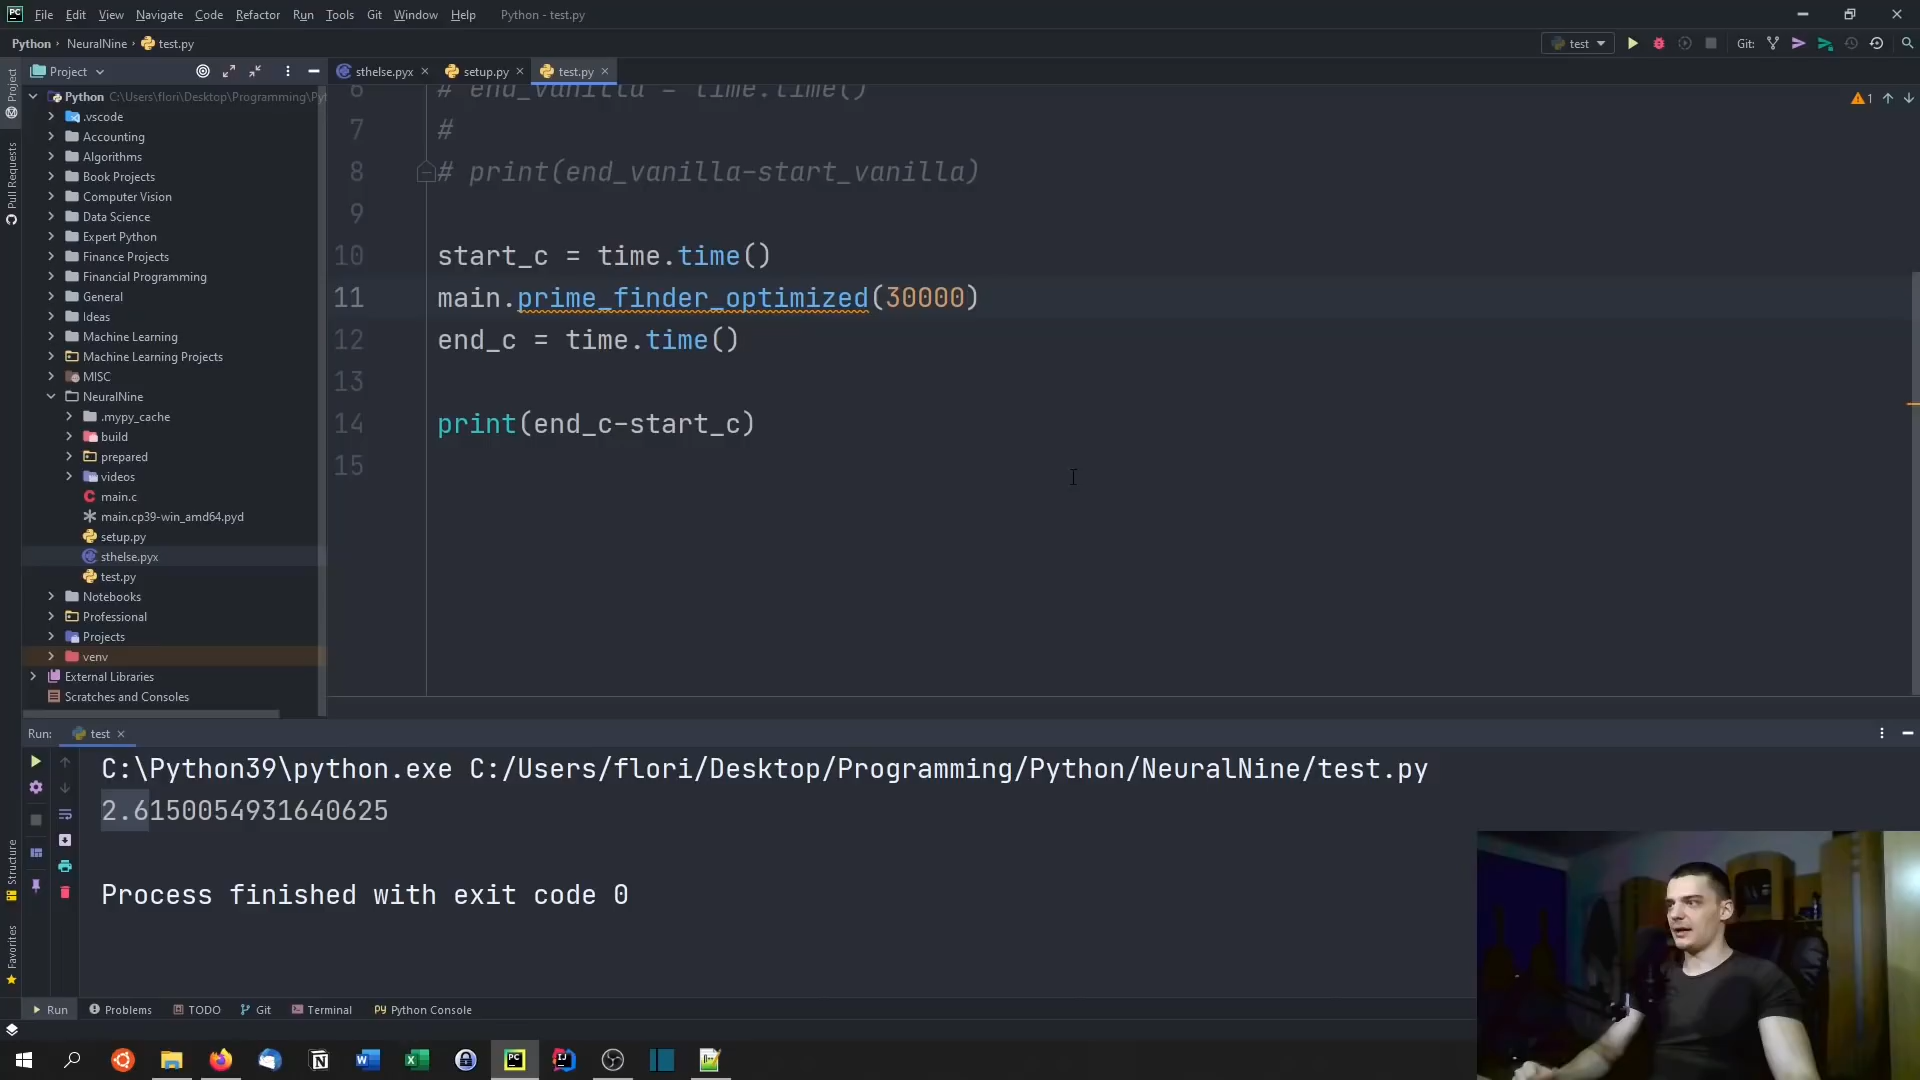 File Edit View Navigate Code Refactor Run Tools Git Window Help Python - test.py
Python NeuralNine test.py
test Git:
Project
sthelse.pyx setup.py test.py
Python C:\Users\flori\Desktop\Programming\Pyt
.vscode
Accounting
Algorithms
Book Projects
Computer Vision
Data Science
Expert Python
Finance Projects
Financial Programming
General
Ideas
Machine Learning
Machine Learning Projects
MISC
NeuralNine
.mypy_cache
build
prepared
videos
main.c
main.cp39-win_amd64.pyd
setup.py
sthelse.pyx
test.py
Notebooks
Professional
Projects
venv
External Libraries
Scratches and Consoles
Project
Pull Requests
Structure
Favorites
6 # end_vanilla = time.time()
7 #
8 # print(end_vanilla-start_vanilla)
9
10 start_c = time.time()
11 main.prime_finder_optimized(30000)
12 end_c = time.time()
13
14 print(end_c-start_c)
15
1
Run: test
C:\Python39\python.exe C:/Users/flori/Desktop/Programming/Python/NeuralNine/test.py
2.6150054931640625
Process finished with exit code 0
Run Problems TODO Git Terminal Python Console